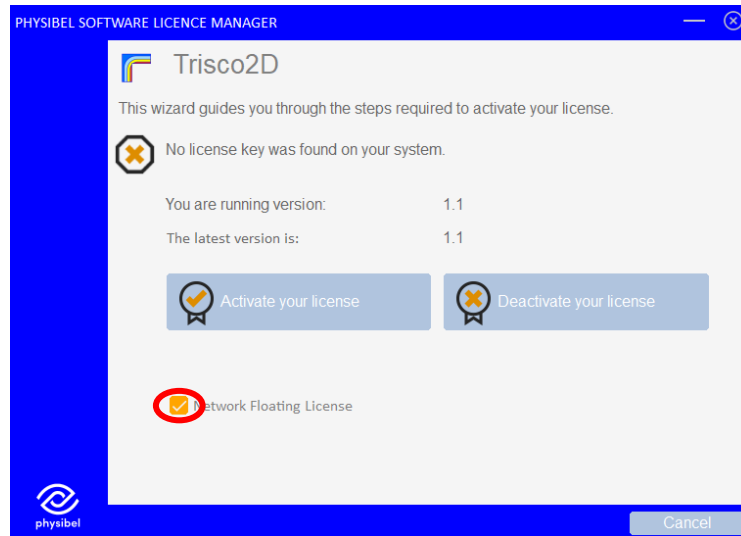 PHYSIBEL SOFTWARE LICENCE MANAGER
Trisco2D
This wizard guides you through the steps required to activate your license.
No license key was found on your system.
You are running version: 1.1
The latest version is: 1.1
Activate your license Deactivate your license
Network Floating License
physibel
Cancel